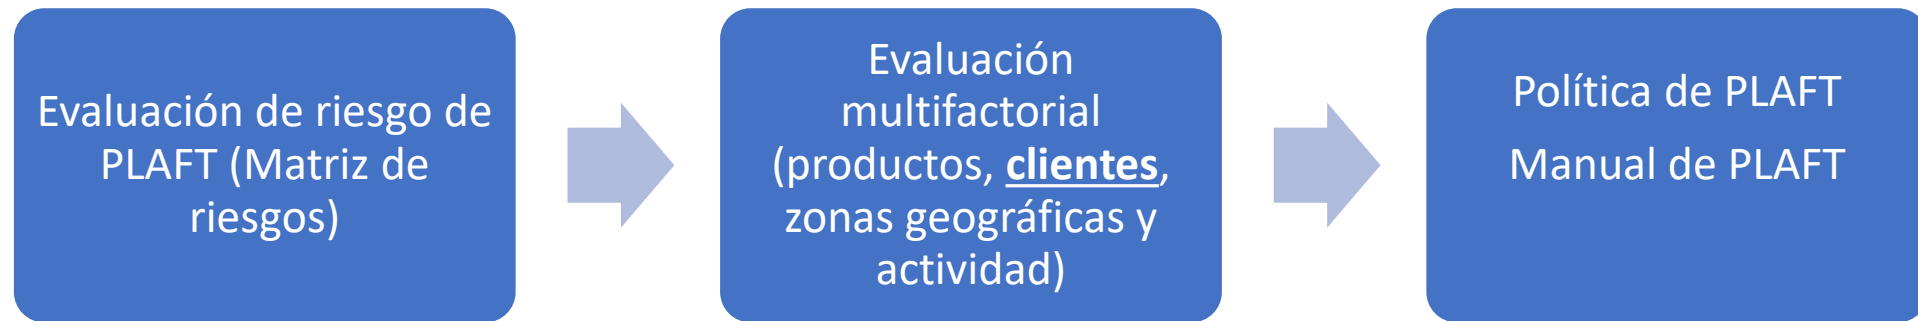 Evaluación de riesgo de
PLAFT (Matriz de
riesgos)
Evaluación
multifactorial
(productos, clientes,
zonas geográficas y
actividad)
Política de PLAFT
Manual de PLAFT